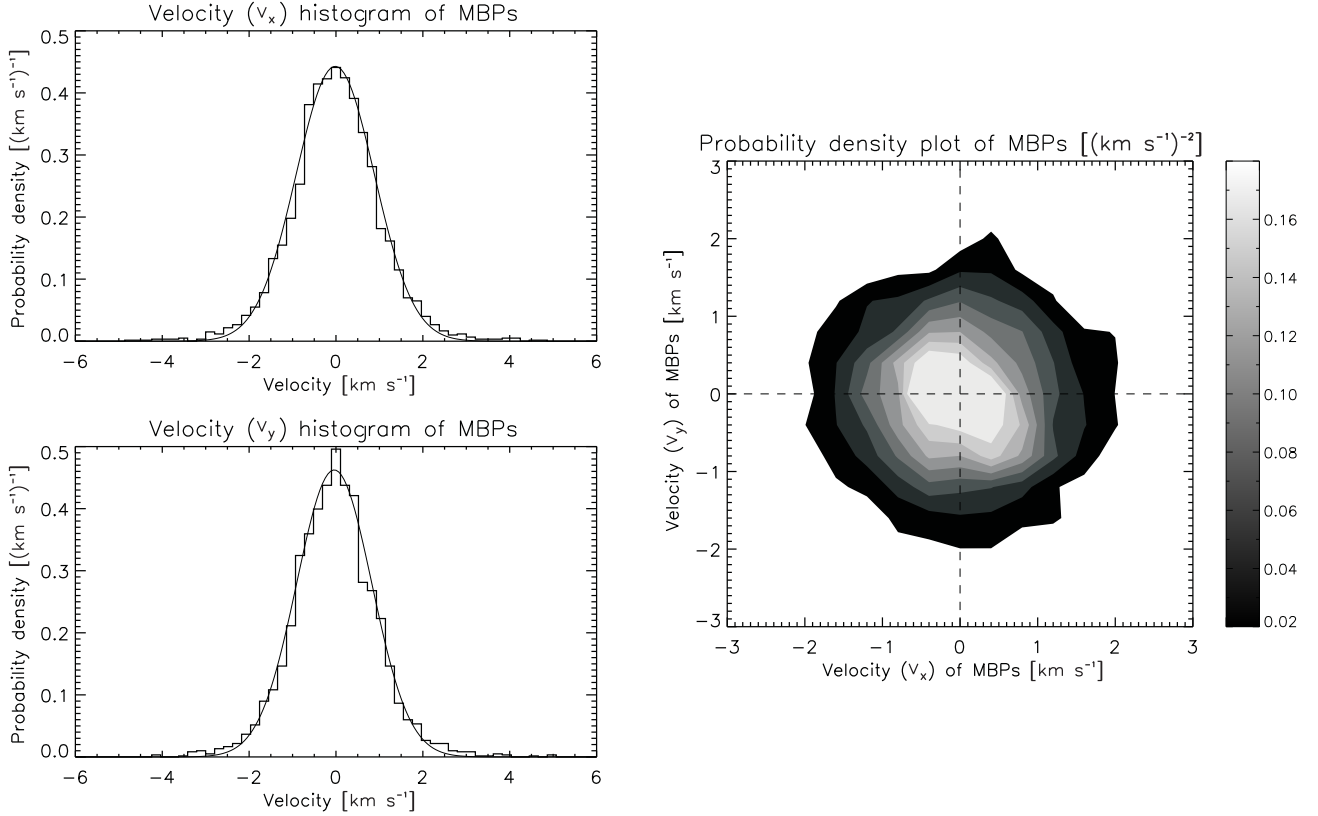 Velocity (vₓ) histogram of MBPs
Probability density [(km s⁻¹)⁻¹]
0.5
0.4
0.3
0.2
0.1
0.0
−6 −4 −2 0 2 4 6
Velocity [km s⁻¹]
Velocity (vᵧ) histogram of MBPs
Probability density [(km s⁻¹)⁻¹]
0.5
0.4
0.3
0.2
0.1
0.0
−6 −4 −2 0 2 4 6
Velocity [km s⁻¹]
Probability density plot of MBPs [(km s⁻¹)⁻²]
Velocity (vᵧ) of MBPs [km s⁻¹]
3
2
1
0
−1
−2
−3
−3 −2 −1 0 1 2 3
Velocity (vₓ) of MBPs [km s⁻¹]
0.16
0.14
0.12
0.10
0.08
0.06
0.04
0.02